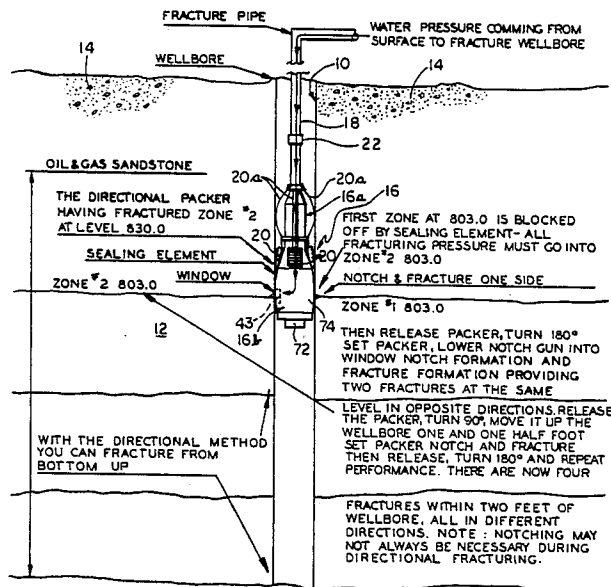 FRACTURE PIPE
WATER PRESSURE COMMING FROM
SURFACE TO FRACTURE WELLBORE
WELLBORE
14
10
14
18
22
OIL & GAS SANDSTONE
20a
20a
16a
16
THE DIRECTIONAL PACKER
HAVING FRACTURED ZONE #2
AT LEVEL 830.0
FIRST ZONE AT 803.0 IS BLOCKED
OFF BY SEALING ELEMENT- ALL
FRACTURING PRESSURE MUST GO INTO
ZONE #2 803.0
20
20
SEALING ELEMENT
WINDOW
NOTCH & FRACTURE ONE SIDE
ZONE #2 803.0
ZONE #1 803.0
12
43
16b
74
72
THEN RELEASE PACKER, TURN 180°
SET PACKER, LOWER NOTCH GUN INTO
WINDOW NOTCH FORMATION AND
FRACTURE FORMATION PROVIDING
TWO FRACTURES AT THE SAME
LEVEL IN OPPOSITE DIRECTIONS. RELEASE
THE PACKER, TURN 90°, MOVE IT UP THE
WELLBORE ONE AND ONE HALF FOOT
SET PACKER NOTCH AND FRACTURE
THEN RELEASE, TURN 180° AND REPEAT
PERFORMANCE. THERE ARE NOW FOUR
WITH THE DIRECTIONAL METHOD
YOU CAN FRACTURE FROM
BOTTOM UP
FRACTURES WITHIN TWO FEET OF
WELLBORE, ALL IN DIFFERENT
DIRECTIONS. NOTE : NOTCHING MAY
NOT ALWAYS BE NECESSARY DURING
DIRECTIONAL FRACTURING.